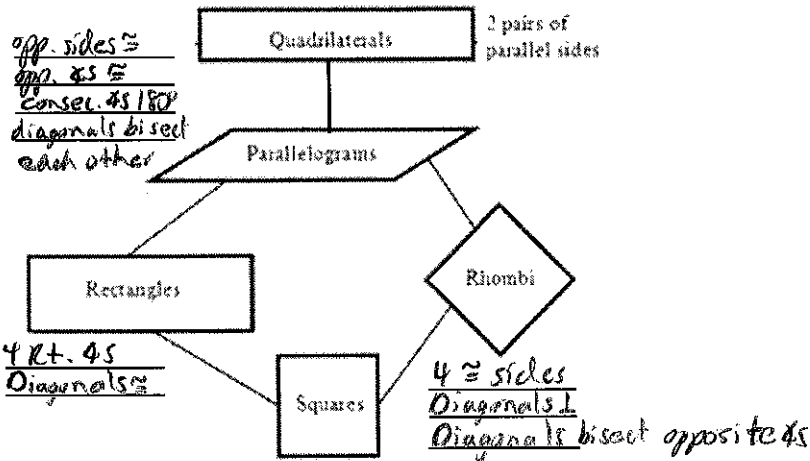 Quadrilaterals
2 pairs of
parallel sides
opp. sides ≅
opp. ∡s ≅
consec. ∡s 180°
diagonals bisect
each other
Parallelograms
Rectangles
Rhombi
4 Rt. ∡s
Diagonals ≅
Squares
4 ≅ sides
Diagonals ⊥
Diagonals bisect opposite ∡s